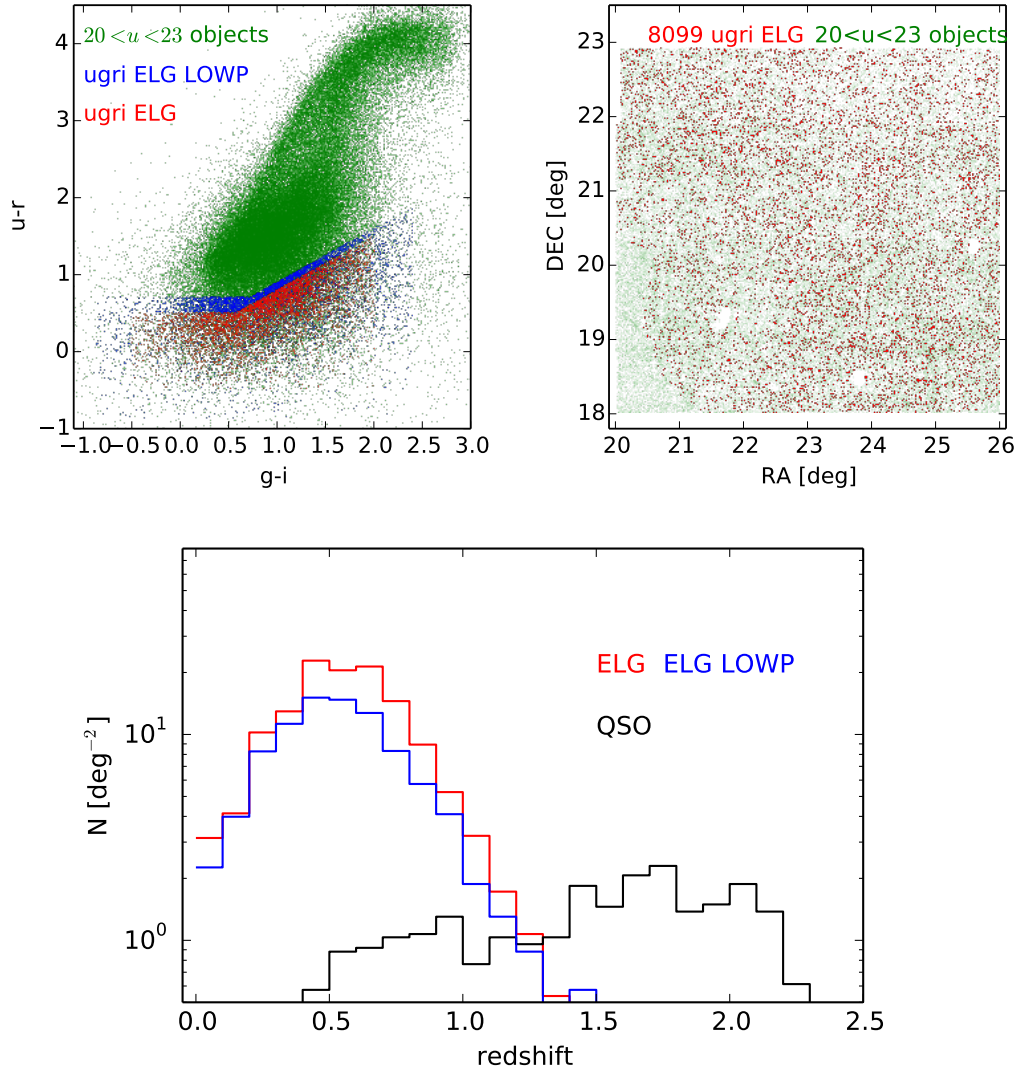 20<u<23 objects
ugri ELG LOWP
ugri ELG
4
3
2
1
0
−1
u-r
−1.0 −0.5 0.0 0.5 1.0 1.5 2.0 2.5 3.0
g-i
8099 ugri ELG 20<u<23 objects
23
22
21
20
19
18
DEC [deg]
20 21 22 23 24 25 26
RA [deg]
ELG ELG LOWP
QSO
10¹
10⁰
N [deg⁻²]
0.0 0.5 1.0 1.5 2.0 2.5
redshift